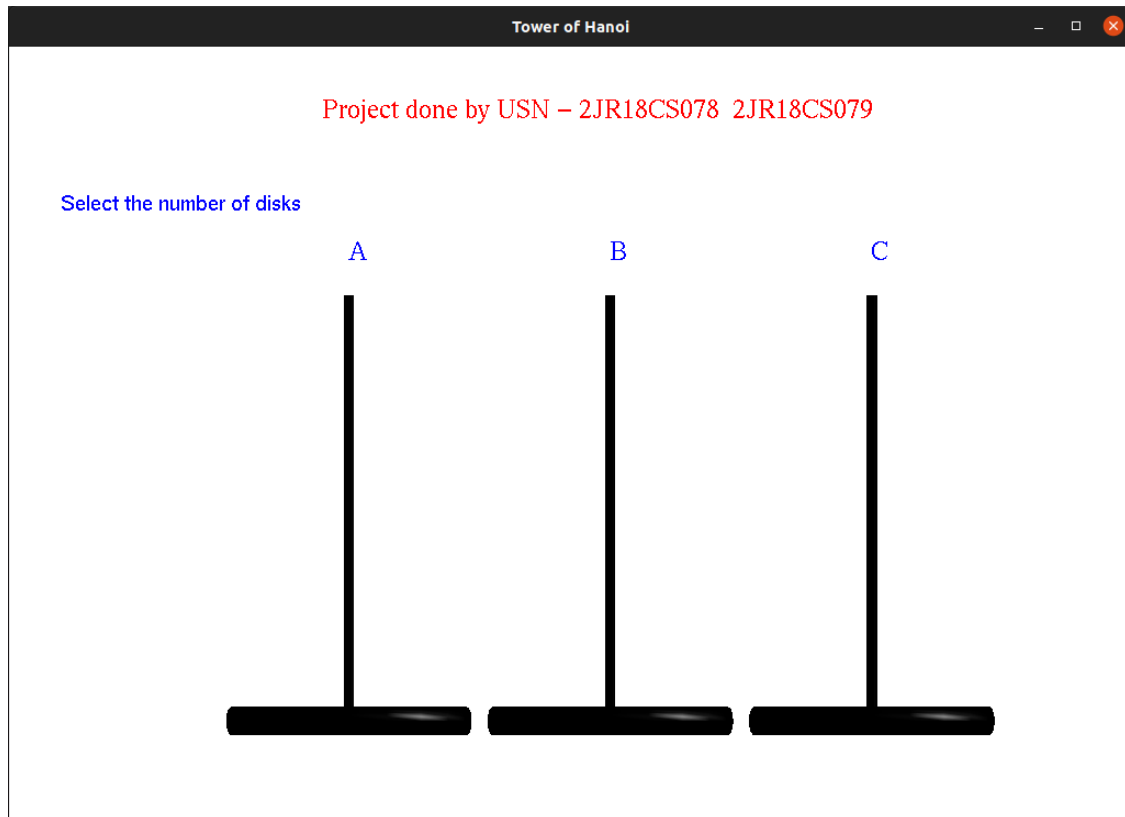 Tower of Hanoi
Project done by USN – 2JR18CS078  2JR18CS079
Select the number of disks
A B C